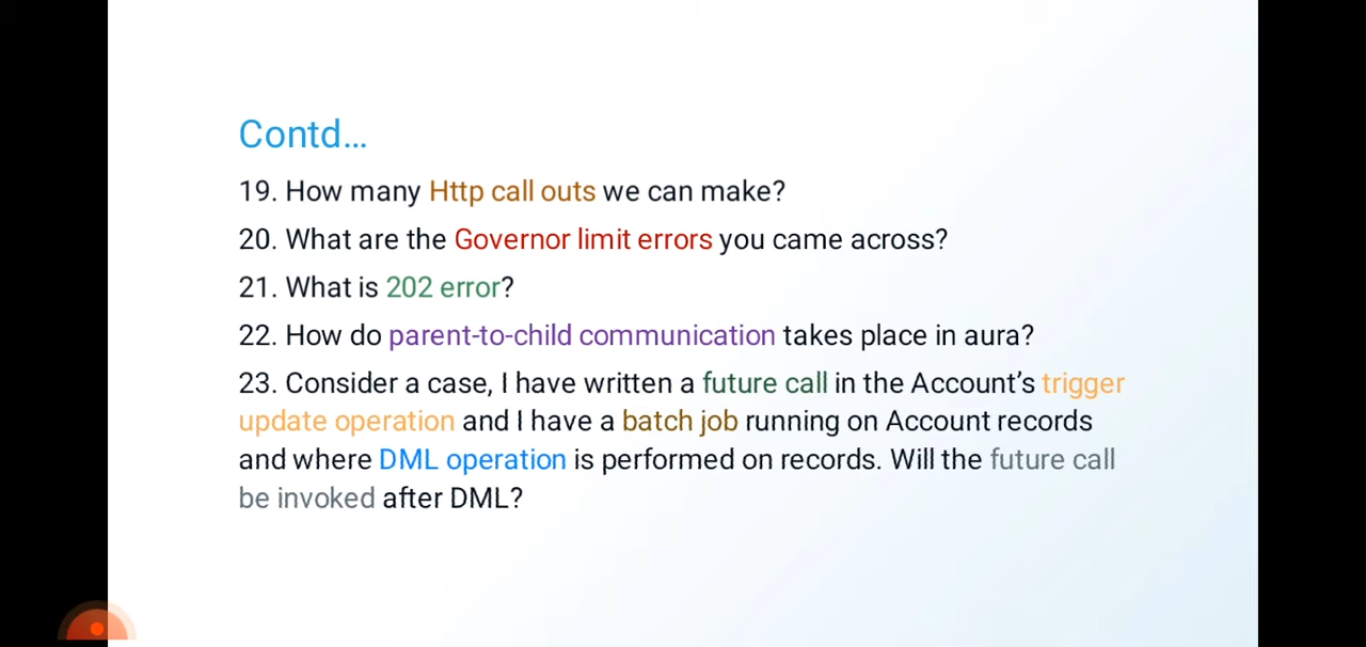 Contd...
19. How many Http call outs we can make?
20. What are the Governor limit errors you came across?
21. What is 202 error?
22. How do parent-to-child communication takes place in aura?
23. Consider a case, I have written a future call in the Account's trigger
update operation and I have a batch job running on Account records
and where DML operation is performed on records. Will the future call
be invoked after DML?